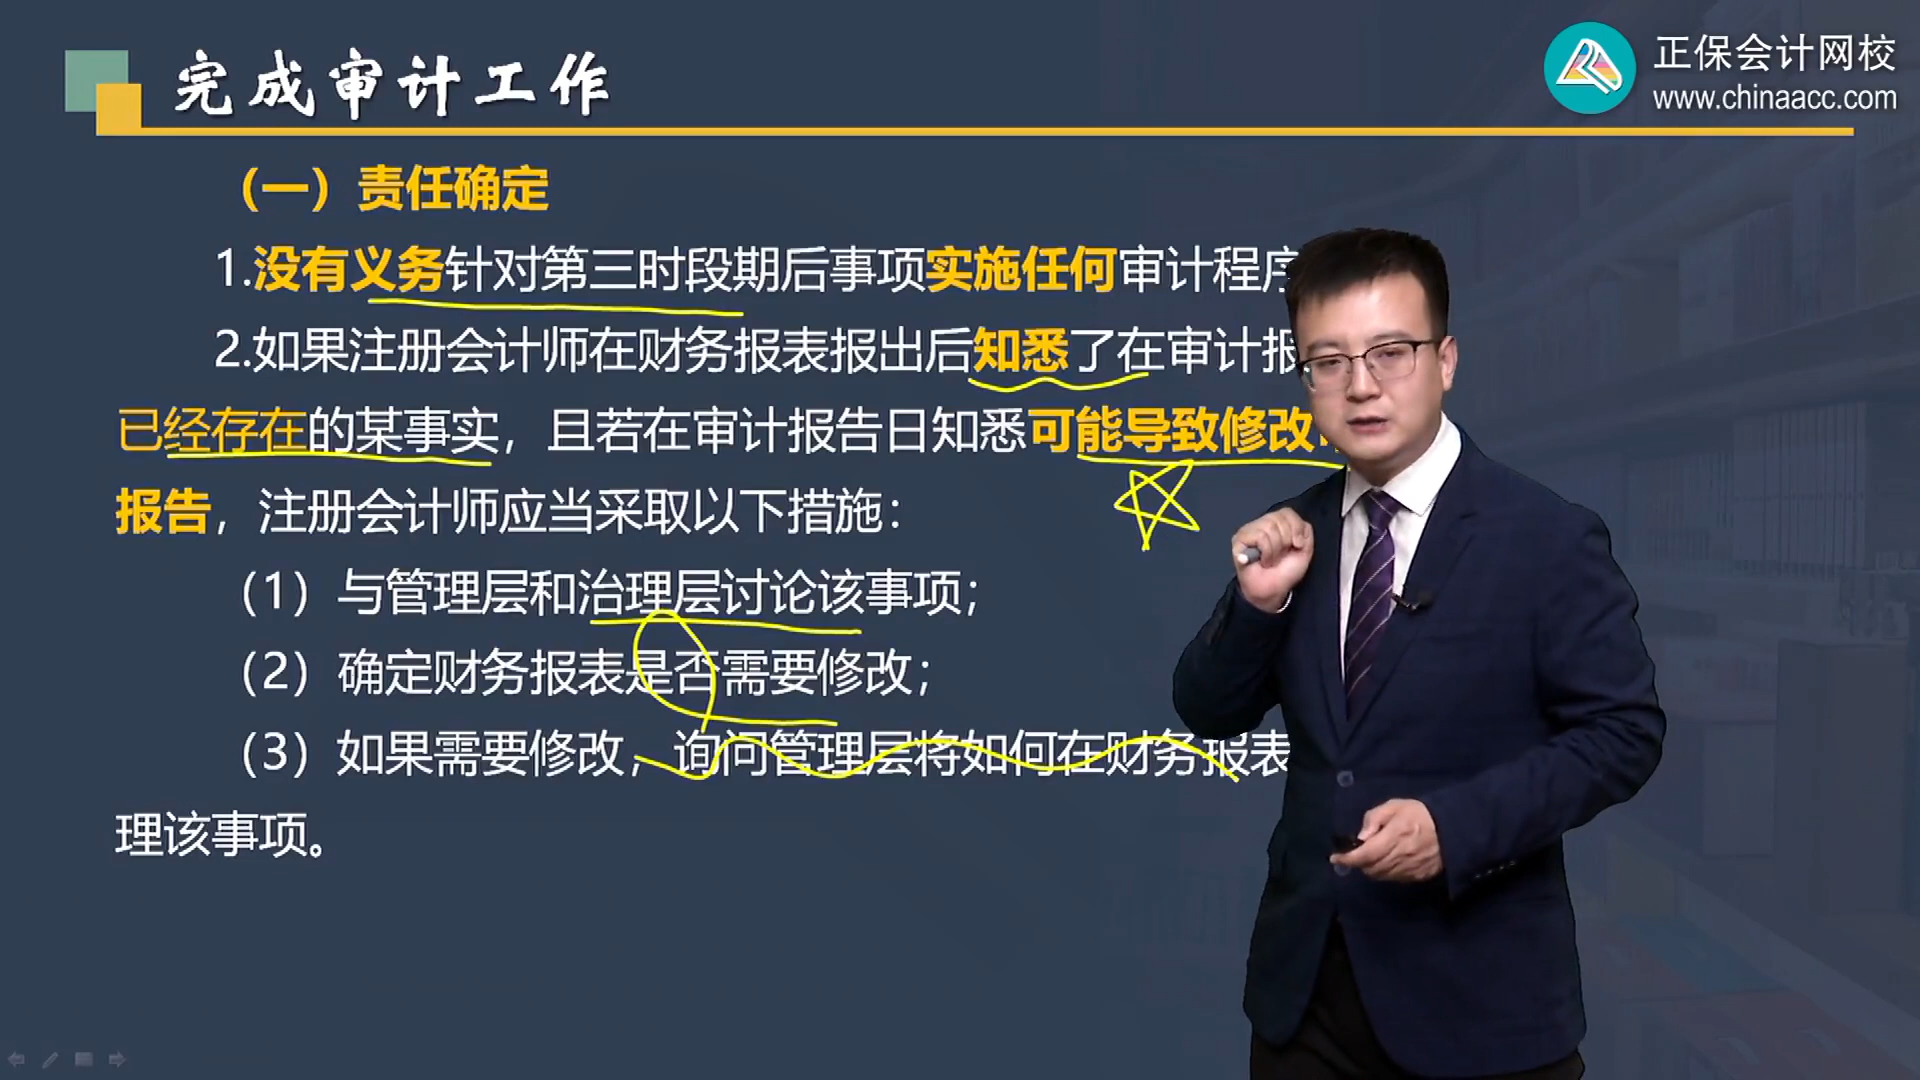 完成审计工作
正保会计网校
www.chinaacc.com
（一）责任确定
1.没有义务针对第三时段期后事项实施任何审计程序
2.如果注册会计师在财务报表报出后知悉了在审计报
已经存在的某事实，且若在审计报告日知悉可能导致修改
报告，注册会计师应当采取以下措施：
（1）与管理层和治理层讨论该事项；
（2）确定财务报表是否需要修改；
（3）如果需要修改，询问管理层将如何在财务报表
理该事项。